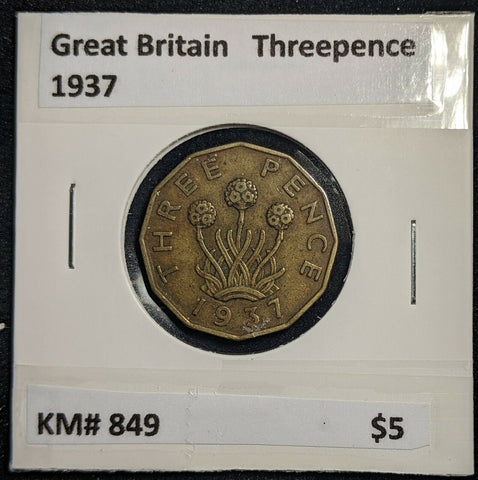 Great Britain Threepence
1937
THREE PENCE
1937
KM# 849 $5